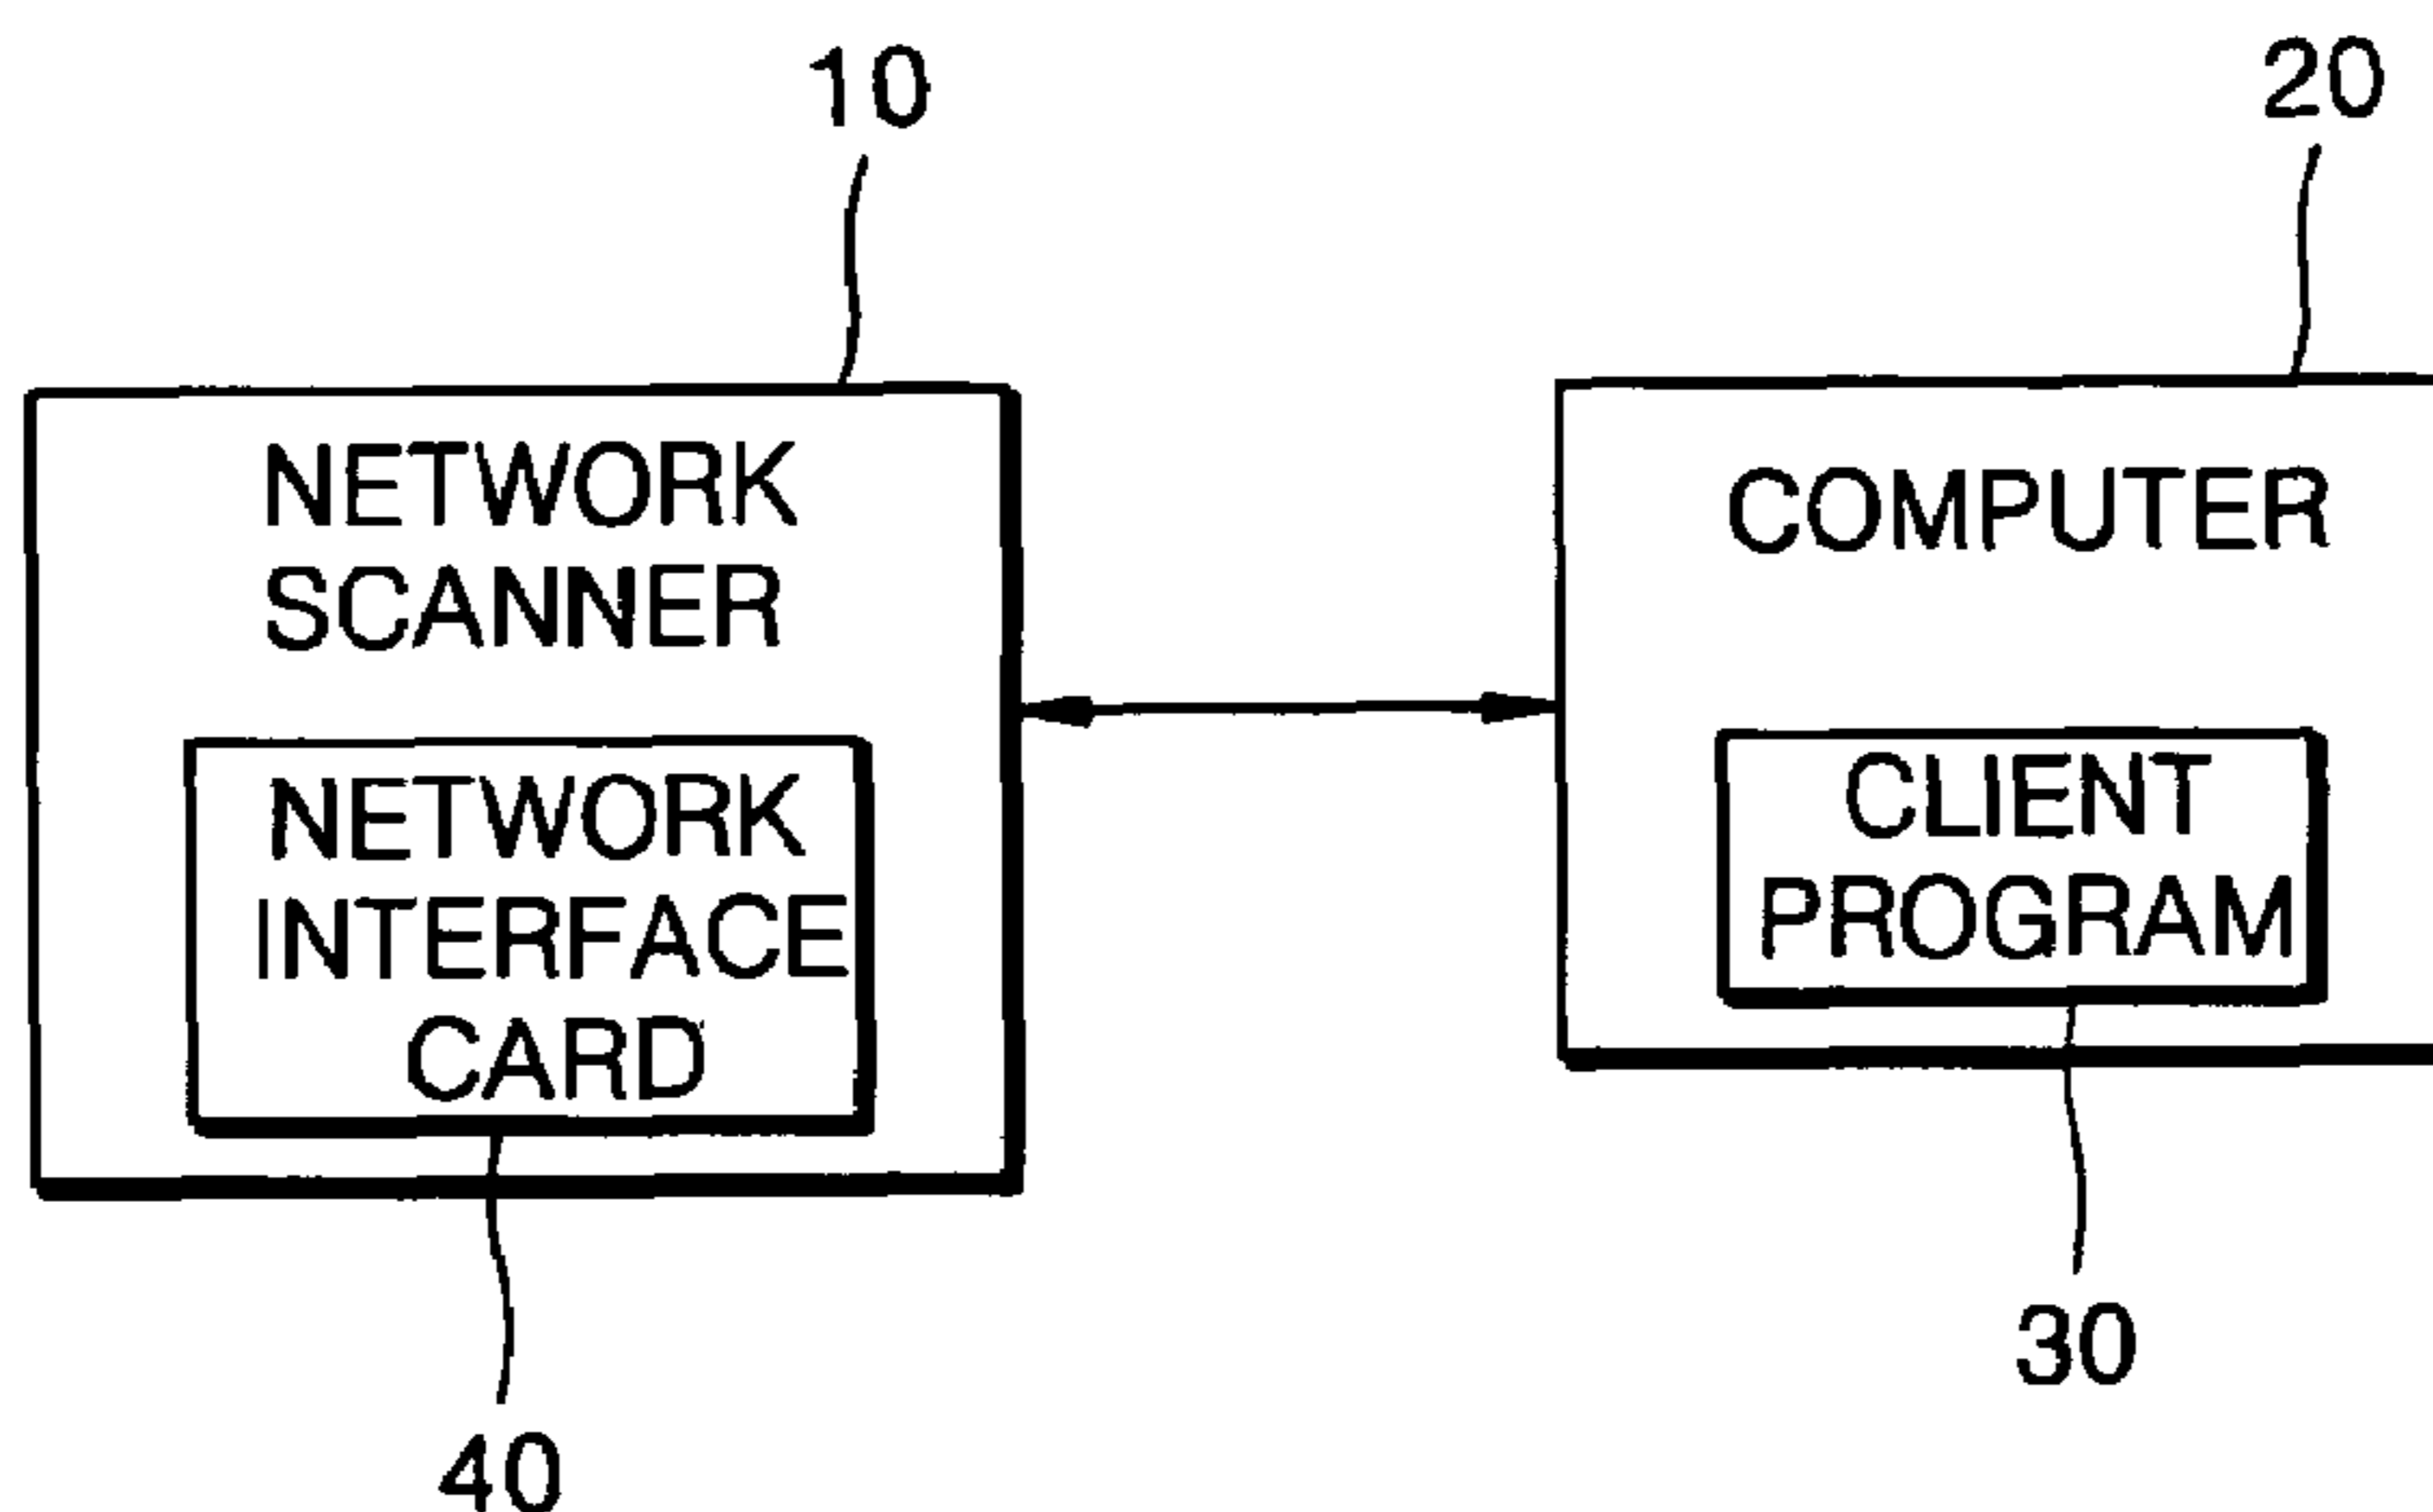 10
20
NETWORK
SCANNER
COMPUTER
NETWORK
INTERFACE
CARD
CLIENT
PROGRAM
30
40